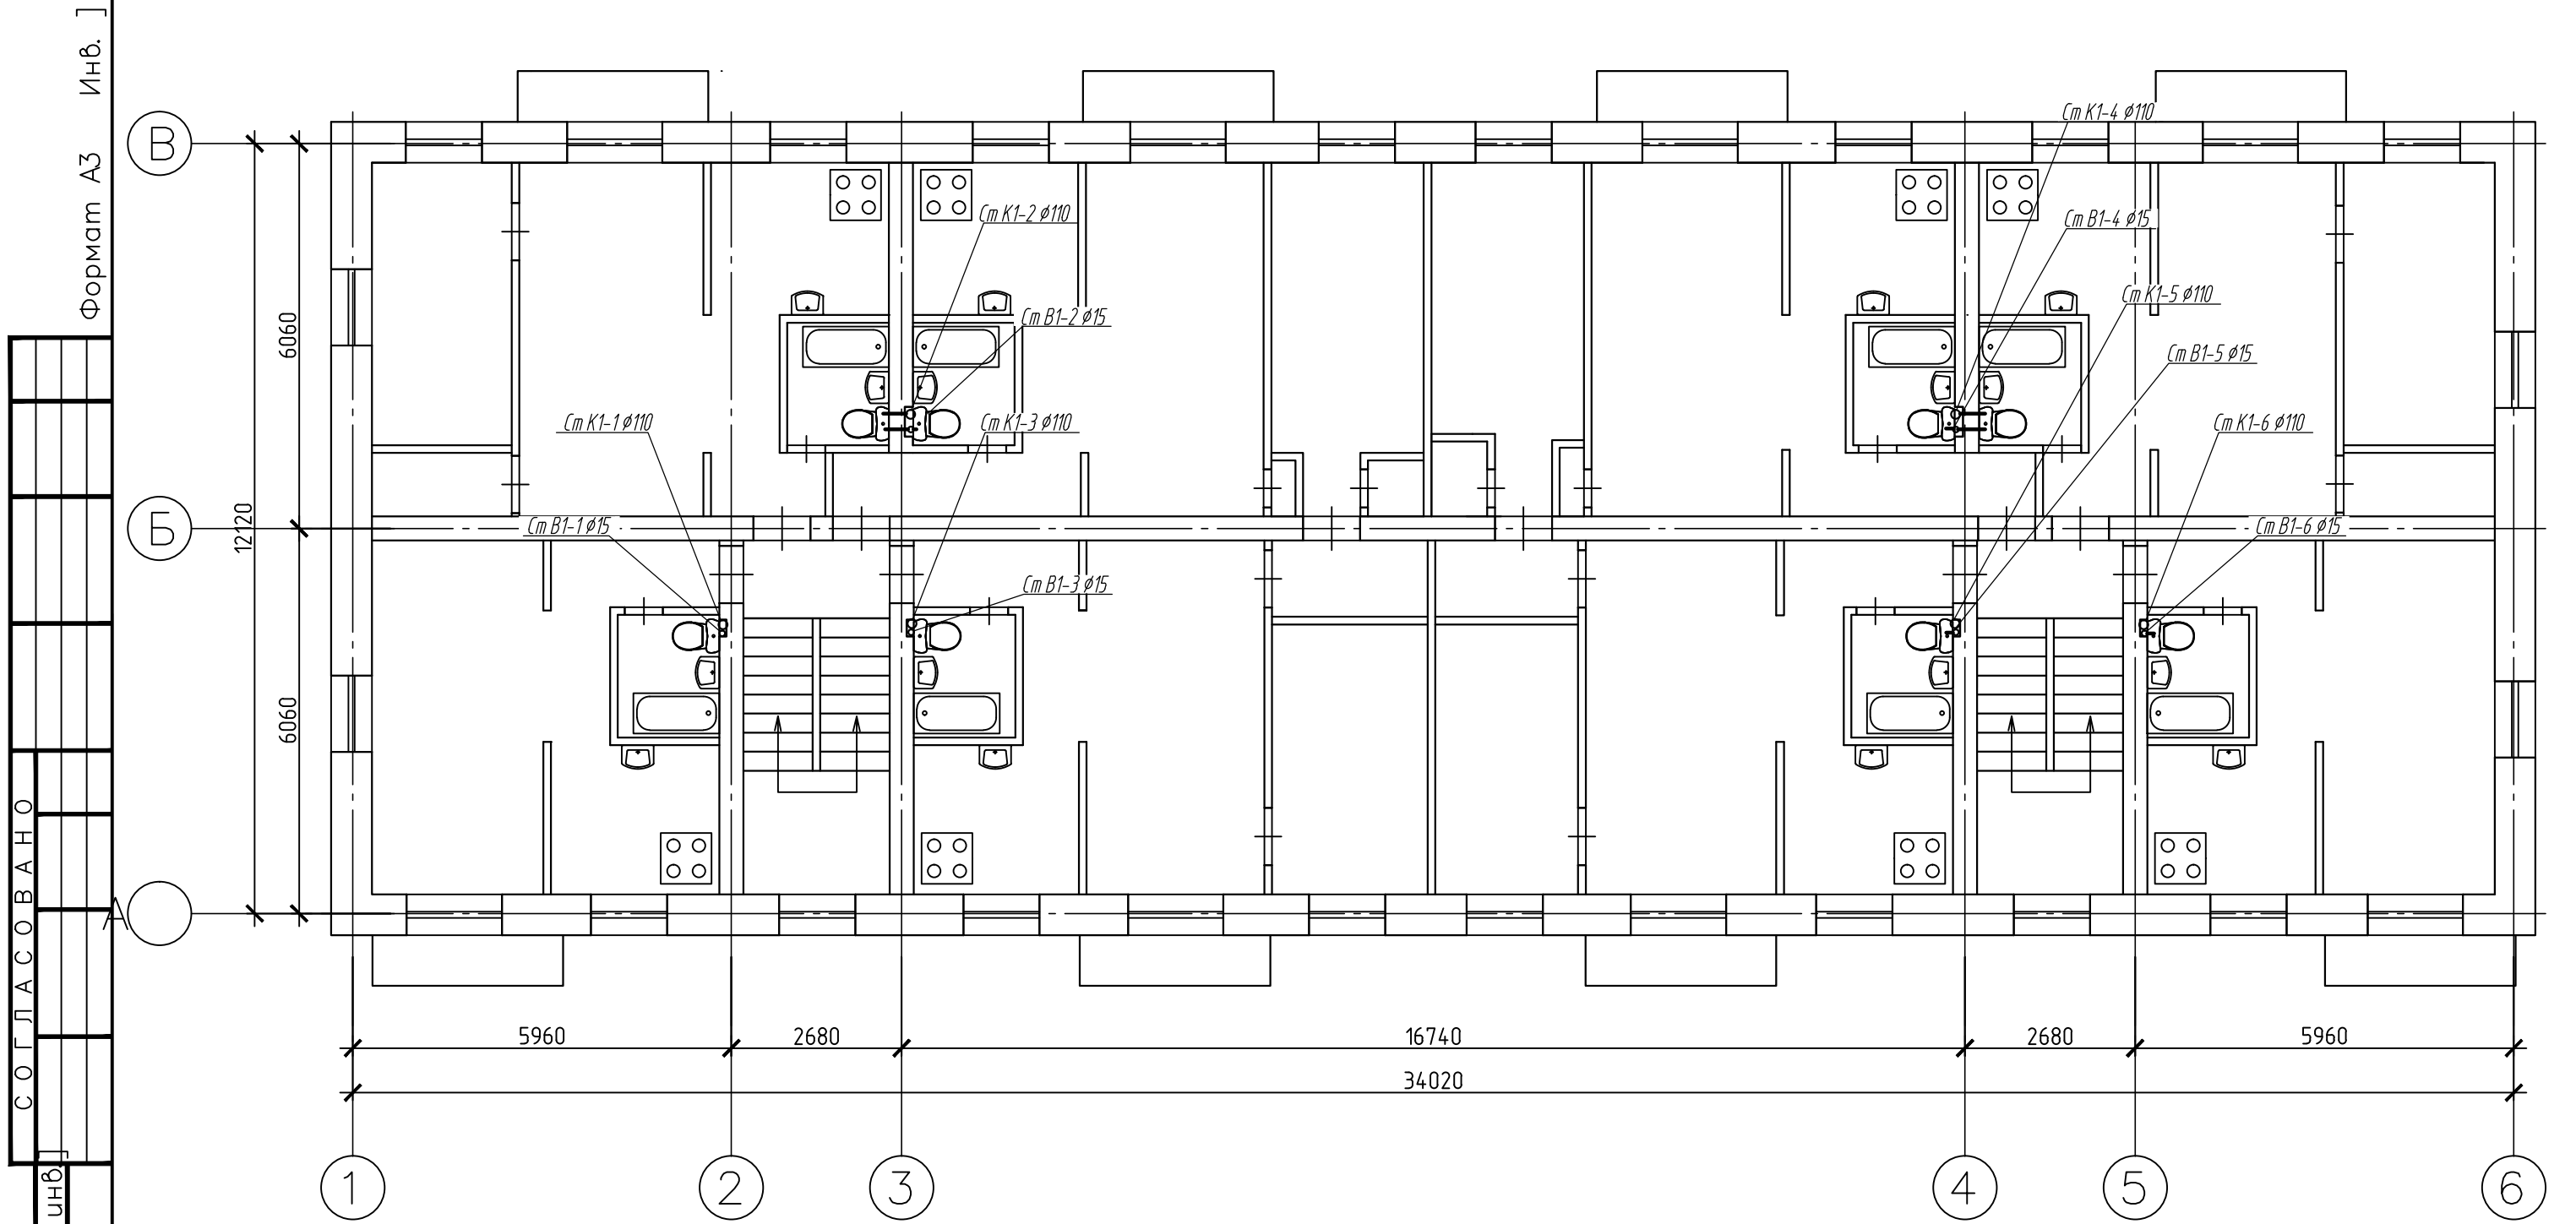 Формат А3
Инв.
СОГЛАСОВАНО
инв.
В
Б
А
6060
12120
6060
Ст К1-4 ⌀110
Ст К1-2 ⌀110
Ст В1-4 ⌀15
Ст К1-5 ⌀110
Ст В1-2 ⌀15
Ст В1-5 ⌀15
Ст К1-1 ⌀110
Ст К1-3 ⌀110
Ст К1-6 ⌀110
Ст В1-1 ⌀15
Ст В1-6 ⌀15
Ст В1-3 ⌀15
5960
2680
16740
2680
5960
34020
1
2
3
4
5
6